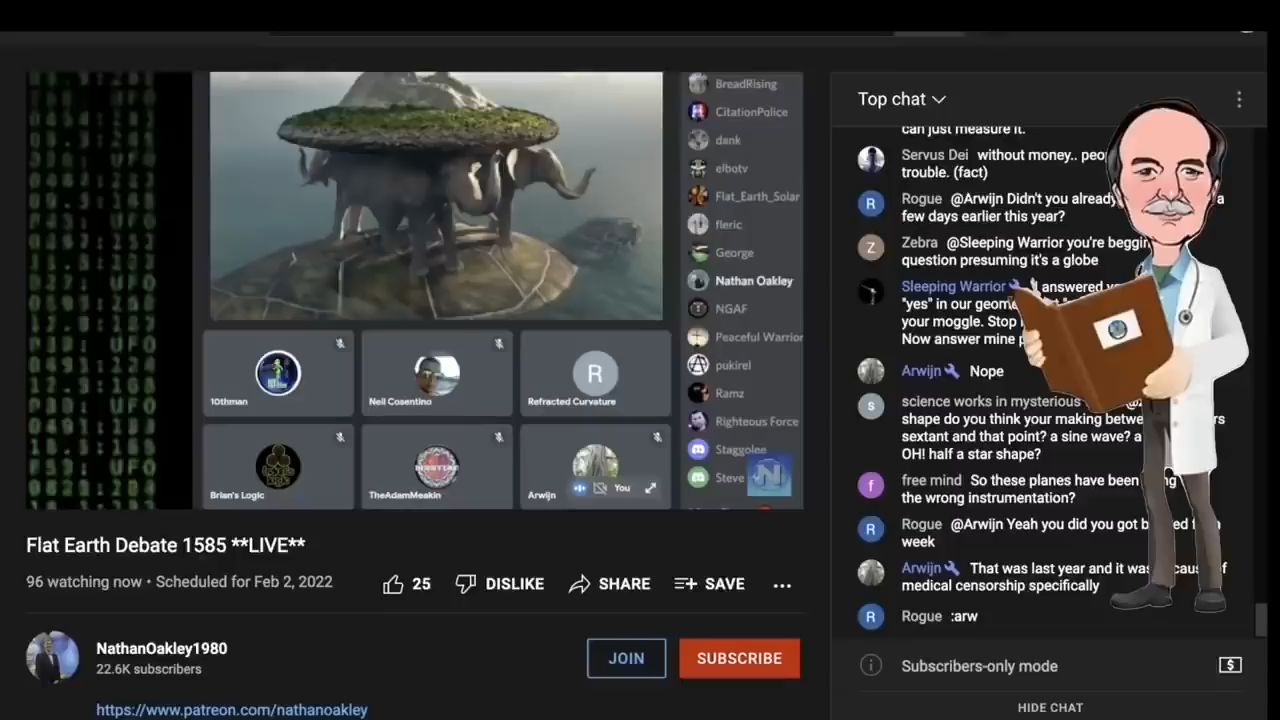 BreadRising
CitationPolice
dank
elbotv
Flat_Earth_Solar
fleric
George
Nathan Oakley
NGAF
Peaceful Warrior
pukirel
Ramz
Righteous Force
Staggolee
Steve
10thman
Neil Cosentino
R
Refracted Curvature
Brian's Logic
TheAdamMeakin
Arwijn
You
Flat Earth Debate 1585 **LIVE**
96 watching now • Scheduled for Feb 2, 2022
25
DISLIKE
SHARE
SAVE
NathanOakley1980
22.6K subscribers
JOIN
SUBSCRIBE
https://www.patreon.com/nathanoakley
Top chat
can just measure it.
Servus Dei without money..
trouble. (fact)
R
Rogue @Arwijn Didn't you already a
few days earlier this year?
Z
Zebra @Sleeping Warrior you're
question presuming it's a globe
Sleeping Warrior I answered
"yes" in our
your moggle. Stop
Now answer mine
Arwijn Nope
S
science works in mysterious
shape do you think your making
sextant and that point? a sine wave? a
OH! half a star shape?
f
free mind So these planes have been
the wrong instrumentation?
R
Rogue @Arwijn Yeah you did you got
week
Arwijn That was last year and it was of
medical censorship specifically
R
Rogue :arw
Subscribers-only mode
$
HIDE CHAT